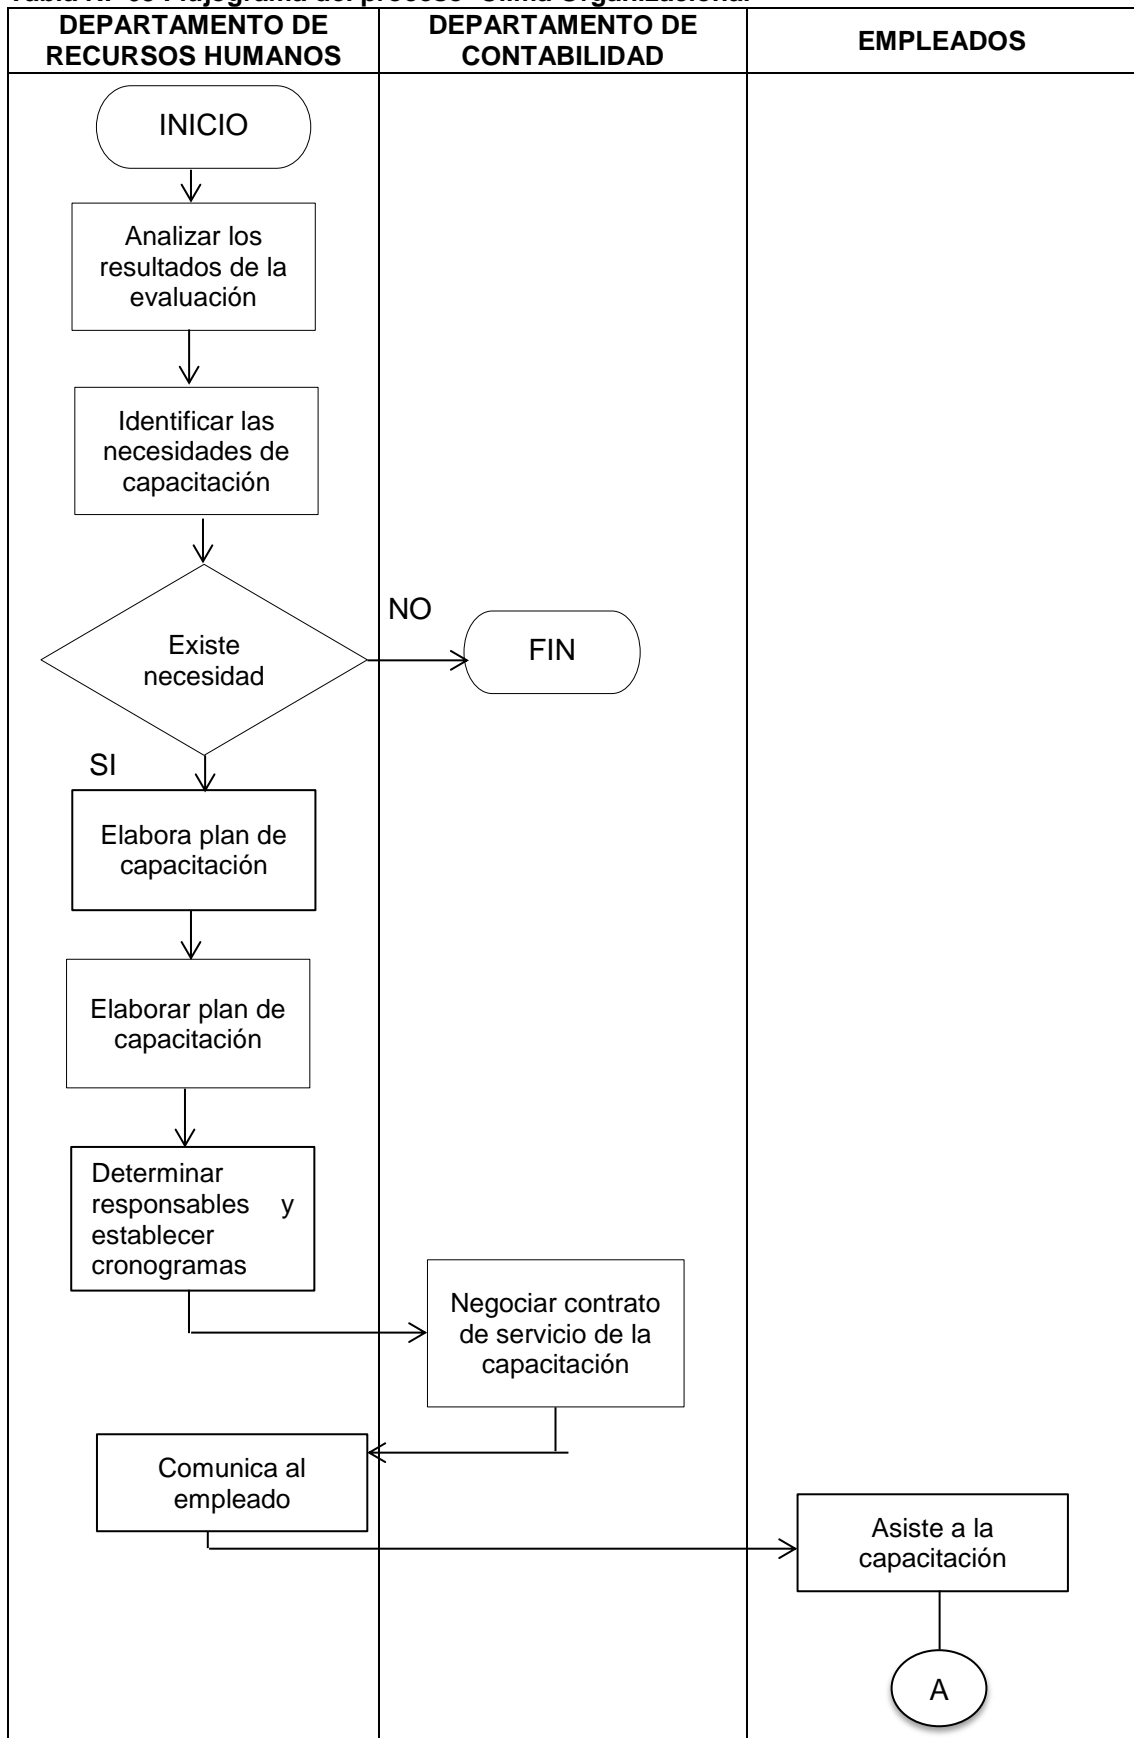 DEPARTAMENTO DE
RECURSOS HUMANOS
DEPARTAMENTO DE
CONTABILIDAD
EMPLEADOS
INICIO
Analizar los
resultados de la
evaluación
Identificar las
necesidades de
capacitación
Existe
necesidad
NO
FIN
SI
Elabora plan de
capacitación
Elaborar plan de
capacitación
Determinar
responsables y
establecer
cronogramas
Negociar contrato
de servicio de la
capacitación
Comunica al
empleado
Asiste a la
capacitación
A